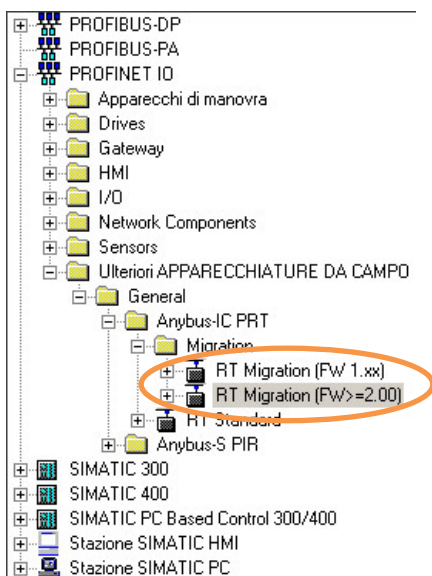 PROFIBUS-DP
PROFIBUS-PA
PROFINET IO
Apparecchi di manovra
Drives
Gateway
HMI
I/O
Network Components
Sensors
Ulteriori APPARECCHIATURE DA CAMPO
General
Anybus-IC PRT
Migration
RT Migration (FW 1.xx)
RT Migration (FW>=2.00)
RT Standard
Anybus-S PIR
SIMATIC 300
SIMATIC 400
SIMATIC PC Based Control 300/400
Stazione SIMATIC HMI
Stazione SIMATIC PC